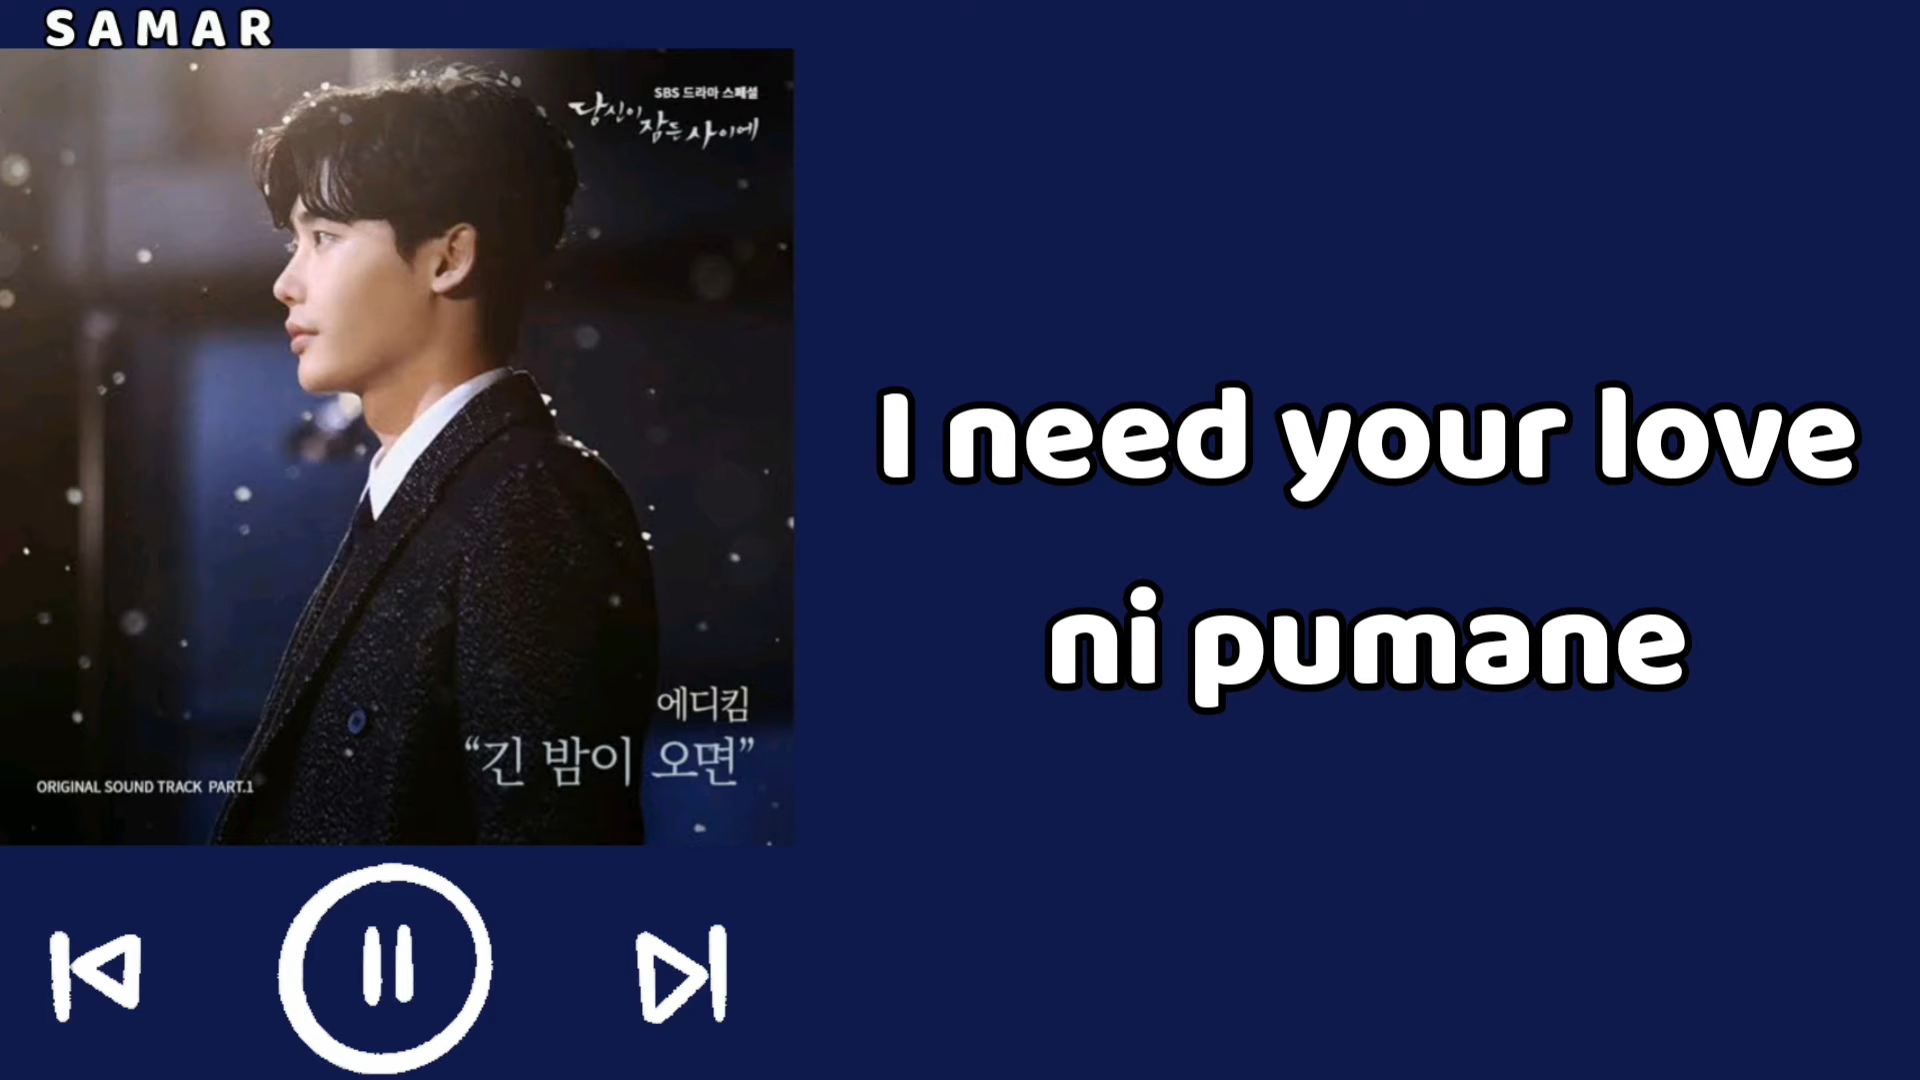 SAMAR
SBS 드라마 스페셜
당신이
잠든 사이에
에디킴
“긴 밤이 오면”
ORIGINAL SOUND TRACK PART.1
I need your love
ni pumane